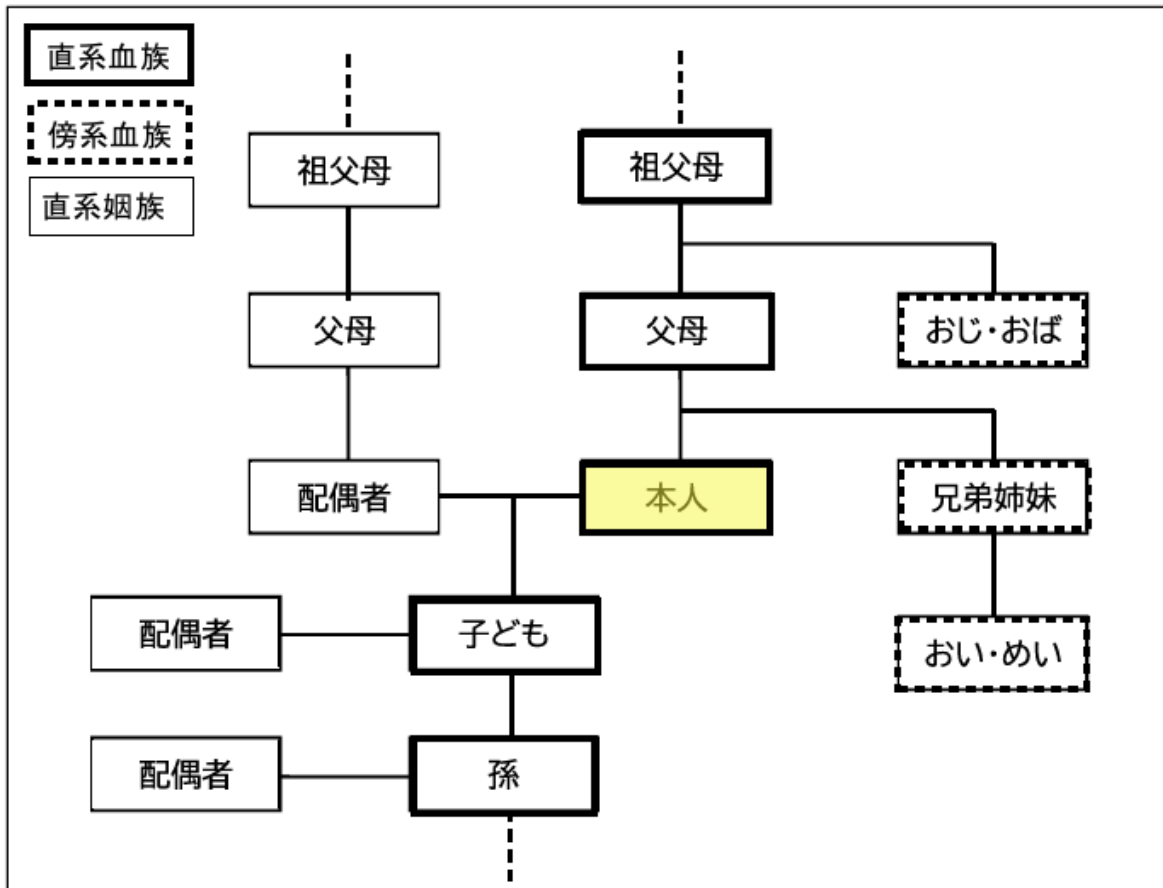 直系血族
傍系血族
直系姻族
祖父母
祖父母
父母
父母
おじ・おば
配偶者
本人
兄弟姉妹
配偶者
子ども
おい・めい
配偶者
孫